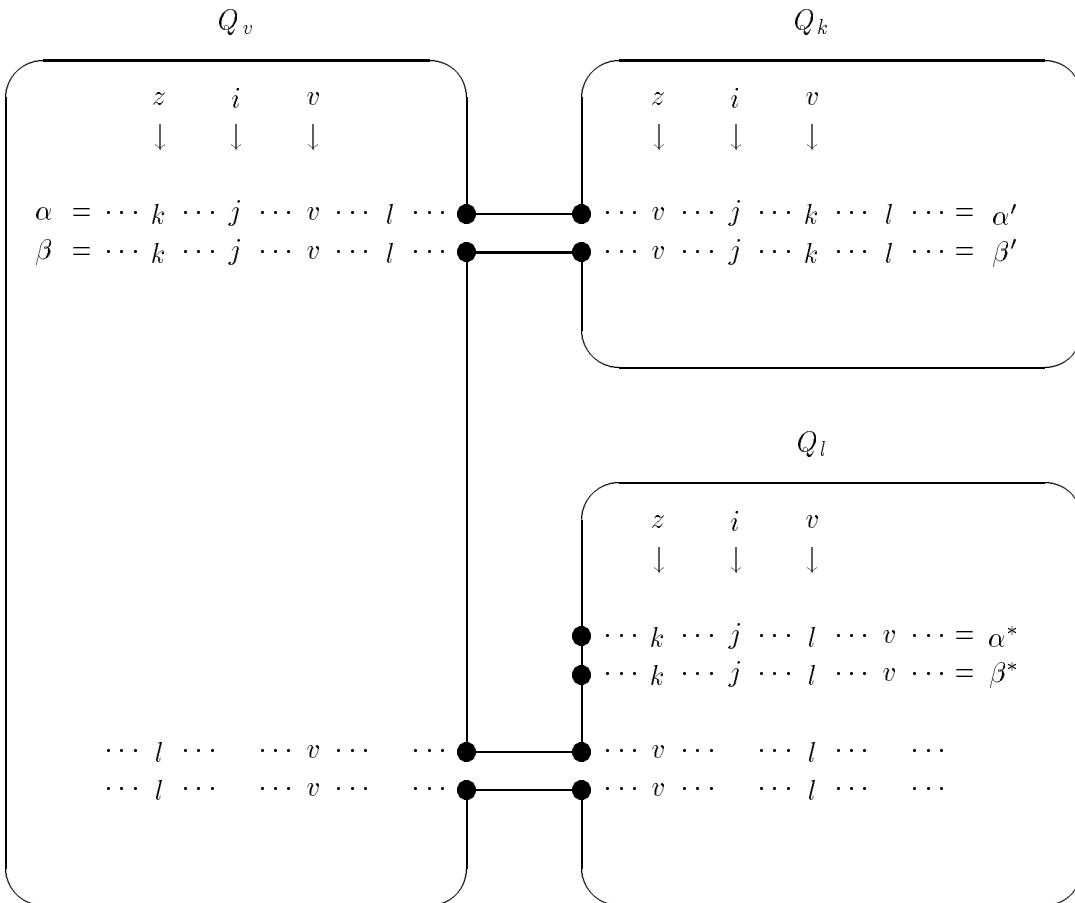 Q_v Q_k
z i v z i v
↓ ↓ ↓ ↓ ↓ ↓
α = ··· k ··· j ··· v ··· l ··· ··· v ··· j ··· k ··· l ··· = α′
β = ··· k ··· j ··· v ··· l ··· ··· v ··· j ··· k ··· l ··· = β′
Q_l
z i v
↓ ↓ ↓
··· k ··· j ··· l ··· v ··· = α*
··· k ··· j ··· l ··· v ··· = β*
··· l ··· ··· v ··· ··· ··· v ··· ··· l ··· ···
··· l ··· ··· v ··· ··· ··· v ··· ··· l ··· ···